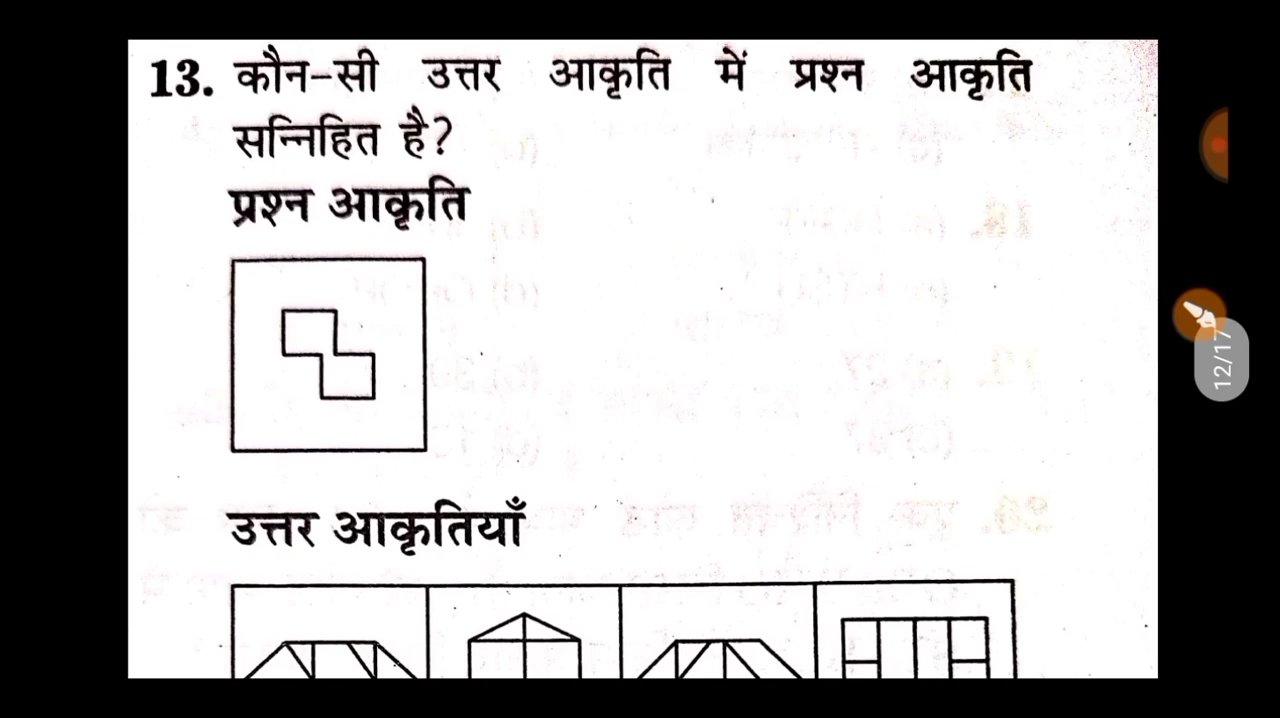 13. कौन-सी उत्तर आकृति में प्रश्न आकृति
सन्निहित है?
प्रश्न आकृति
उत्तर आकृतियाँ
12/17